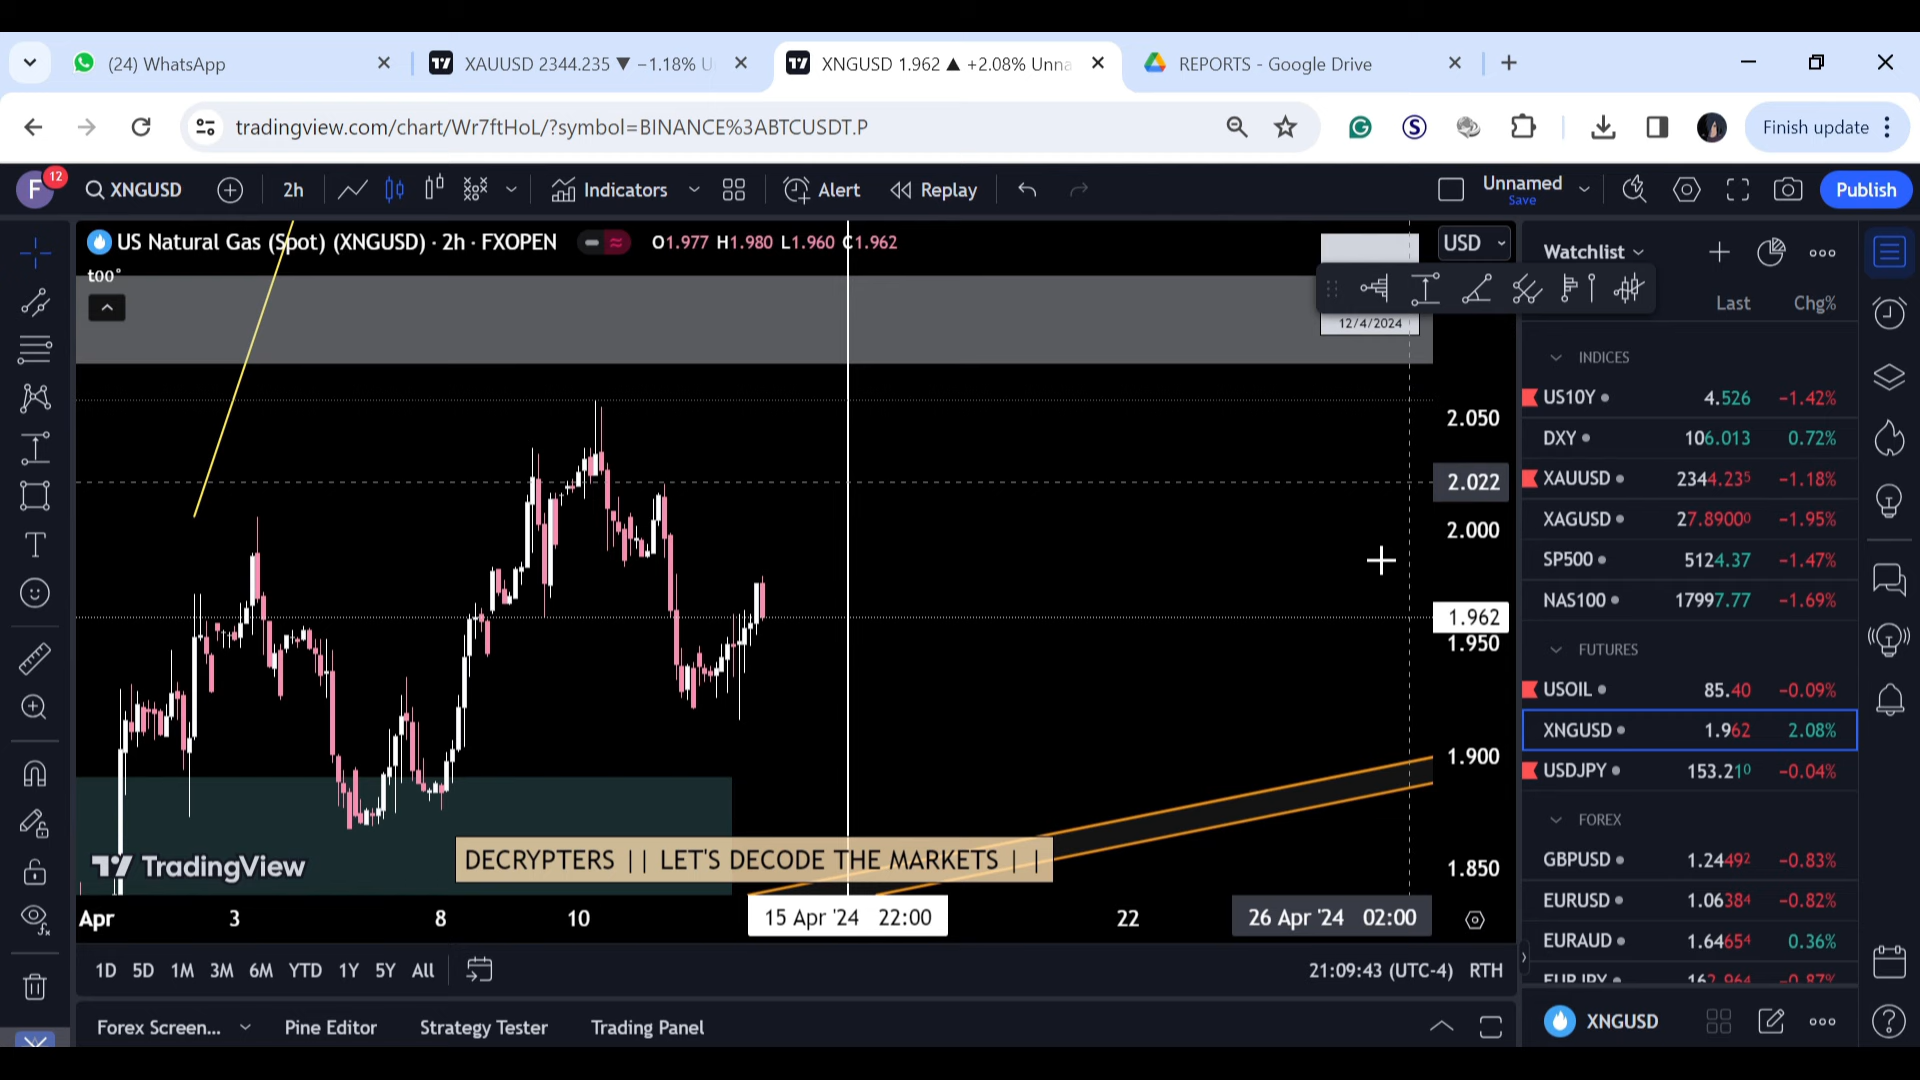 (24) WhatsApp
XAUUSD 2344.235 ▼ −1.18% U
XNGUSD 1.962 ▲ +2.08% Unna
REPORTS - Google Drive
tradingview.com/chart/Wr7ftHoL/?symbol=BINANCE%3ABTCUSDT.P
Finish update
F 12
XNGUSD
2h
Indicators
Alert
Replay
Unnamed
Save
Publish
US Natural Gas (Spot) (XNGUSD) · 2h · FXOPEN
O1.977 H1.980 L1.960 C1.962
USD
too°
12/4/2024
2.050
2.022
2.000
1.962
1.950
1.900
1.850
DECRYPTERS || LET'S DECODE THE MARKETS ||
TradingView
Apr
3
8
10
15 Apr '24 22:00
22
26 Apr '24 02:00
1D 5D 1M 3M 6M YTD 1Y 5Y All
21:09:43 (UTC-4) RTH
Forex Screen...
Pine Editor
Strategy Tester
Trading Panel
Watchlist
Last Chg%
INDICES
US10Y 4.526 −1.42%
DXY 106.013 0.72%
XAUUSD 2344.235 −1.18%
XAGUSD 27.89000 −1.95%
SP500 5124.37 −1.47%
NAS100 17997.77 −1.69%
FUTURES
USOIL 85.40 −0.09%
XNGUSD 1.962 2.08%
USDJPY 153.210 −0.04%
FOREX
GBPUSD 1.24492 −0.83%
EURUSD 1.06384 −0.82%
EURAUD 1.64654 0.36%
EURJPY 162.964 −0.87%
XNGUSD